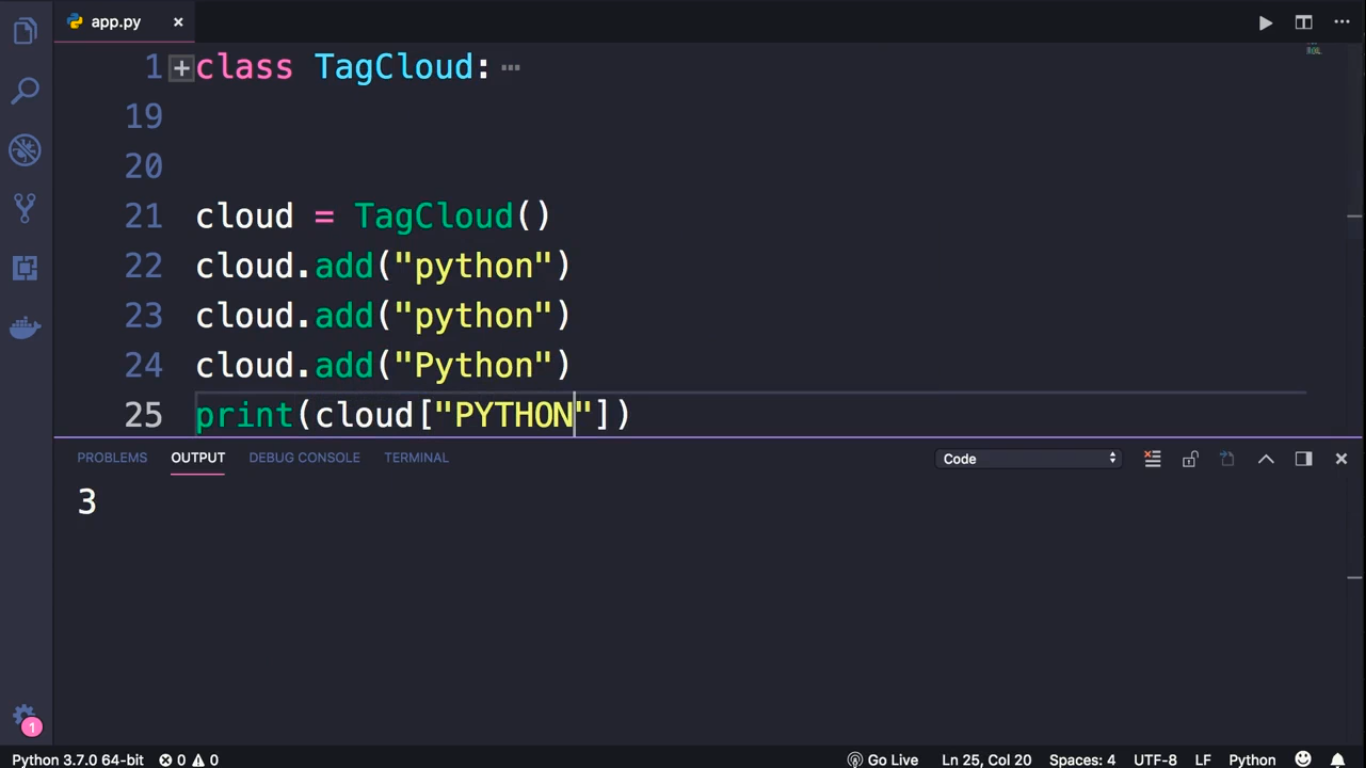 app.py
1 class TagCloud: ...
19
20
21 cloud = TagCloud()
22 cloud.add("python")
23 cloud.add("python")
24 cloud.add("Python")
25 print(cloud["PYTHON"])
PROBLEMS OUTPUT DEBUG CONSOLE TERMINAL Code
3
1
Python 3.7.0 64-bit 0 0 Go Live Ln 25, Col 20 Spaces: 4 UTF-8 LF Python